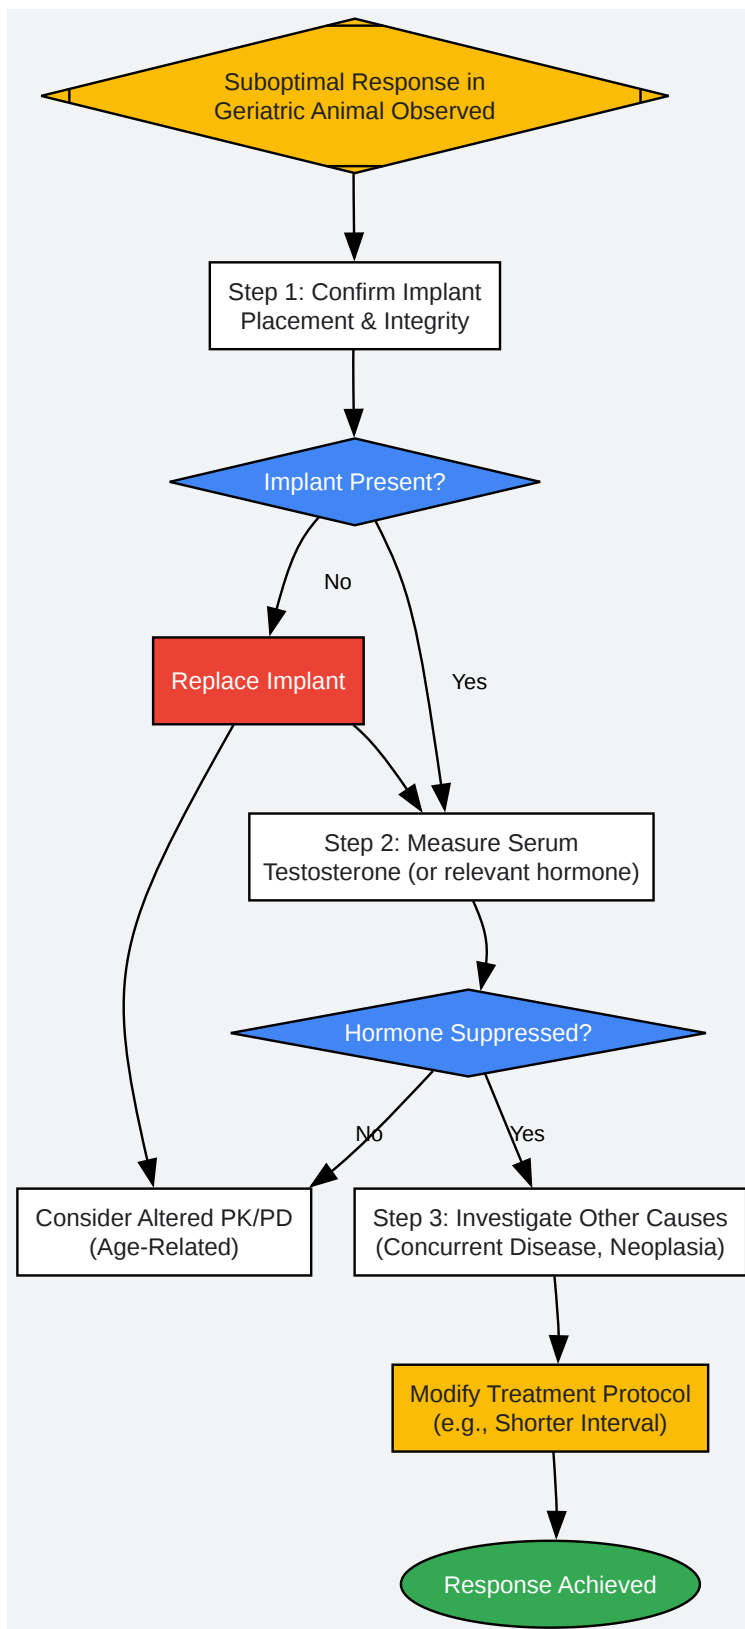 Suboptimal Response in
Geriatric Animal Observed
Step 1: Confirm Implant
Placement & Integrity
Implant Present?
No
Replace Implant
Yes
Step 2: Measure Serum
Testosterone (or relevant hormone)
Hormone Suppressed?
No
Yes
Consider Altered PK/PD
(Age-Related)
Step 3: Investigate Other Causes
(Concurrent Disease, Neoplasia)
Modify Treatment Protocol
(e.g., Shorter Interval)
Response Achieved